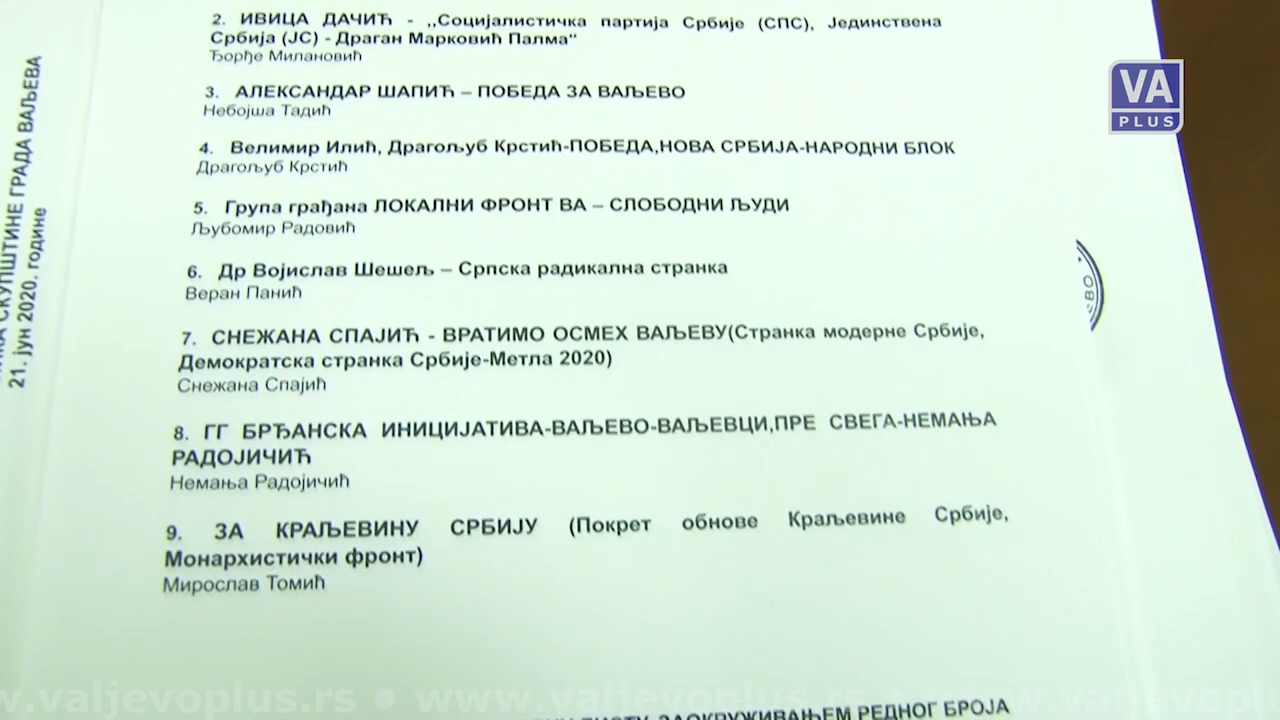 2. ИВИЦА ДАЧИЋ - ,,Социјалистичка партија Србије (СПС), Јединствена
Србија (ЈС) - Драган Марковић Палма“
Ђорђе Милановић
3. АЛЕКСАНДАР ШАПИЋ – ПОБЕДА ЗА ВАЉЕВО
Небојша Тадић
4. Велимир Илић, Драгољуб Крстић-ПОБЕДА,НОВА СРБИЈА-НАРОДНИ БЛОК
Драгољуб Крстић
5. Група грађана ЛОКАЛНИ ФРОНТ ВА – СЛОБОДНИ ЉУДИ
Љубомир Радовић
6. Др Војислав Шешељ – Српска радикална странка
Веран Панић
7. СНЕЖАНА СПАЈИЋ - ВРАТИМО ОСМЕХ ВАЉЕВУ(Странка модерне Србије,
Демократска странка Србије-Метла 2020)
Снежана Спајић
8. ГГ БРЂАНСКА ИНИЦИЈАТИВА-ВАЉЕВО-ВАЉЕВЦИ,ПРЕ СВЕГА-НЕМАЊА
РАДОЈИЧИЋ
Немања Радојичић
9. ЗА КРАЉЕВИНУ СРБИЈУ (Покрет обнове Краљевине Србије,
Монархистички фронт)
Мирослав Томић
ЗАОКРУЖИВАЊЕМ РЕДНОГ БРОЈА
СКУПШТИНЕ ГРАДА ВАЉЕВА
21. јун 2020. године
VA
PLUS
www.valjevoplus.rs • www.valjevoplus.rs